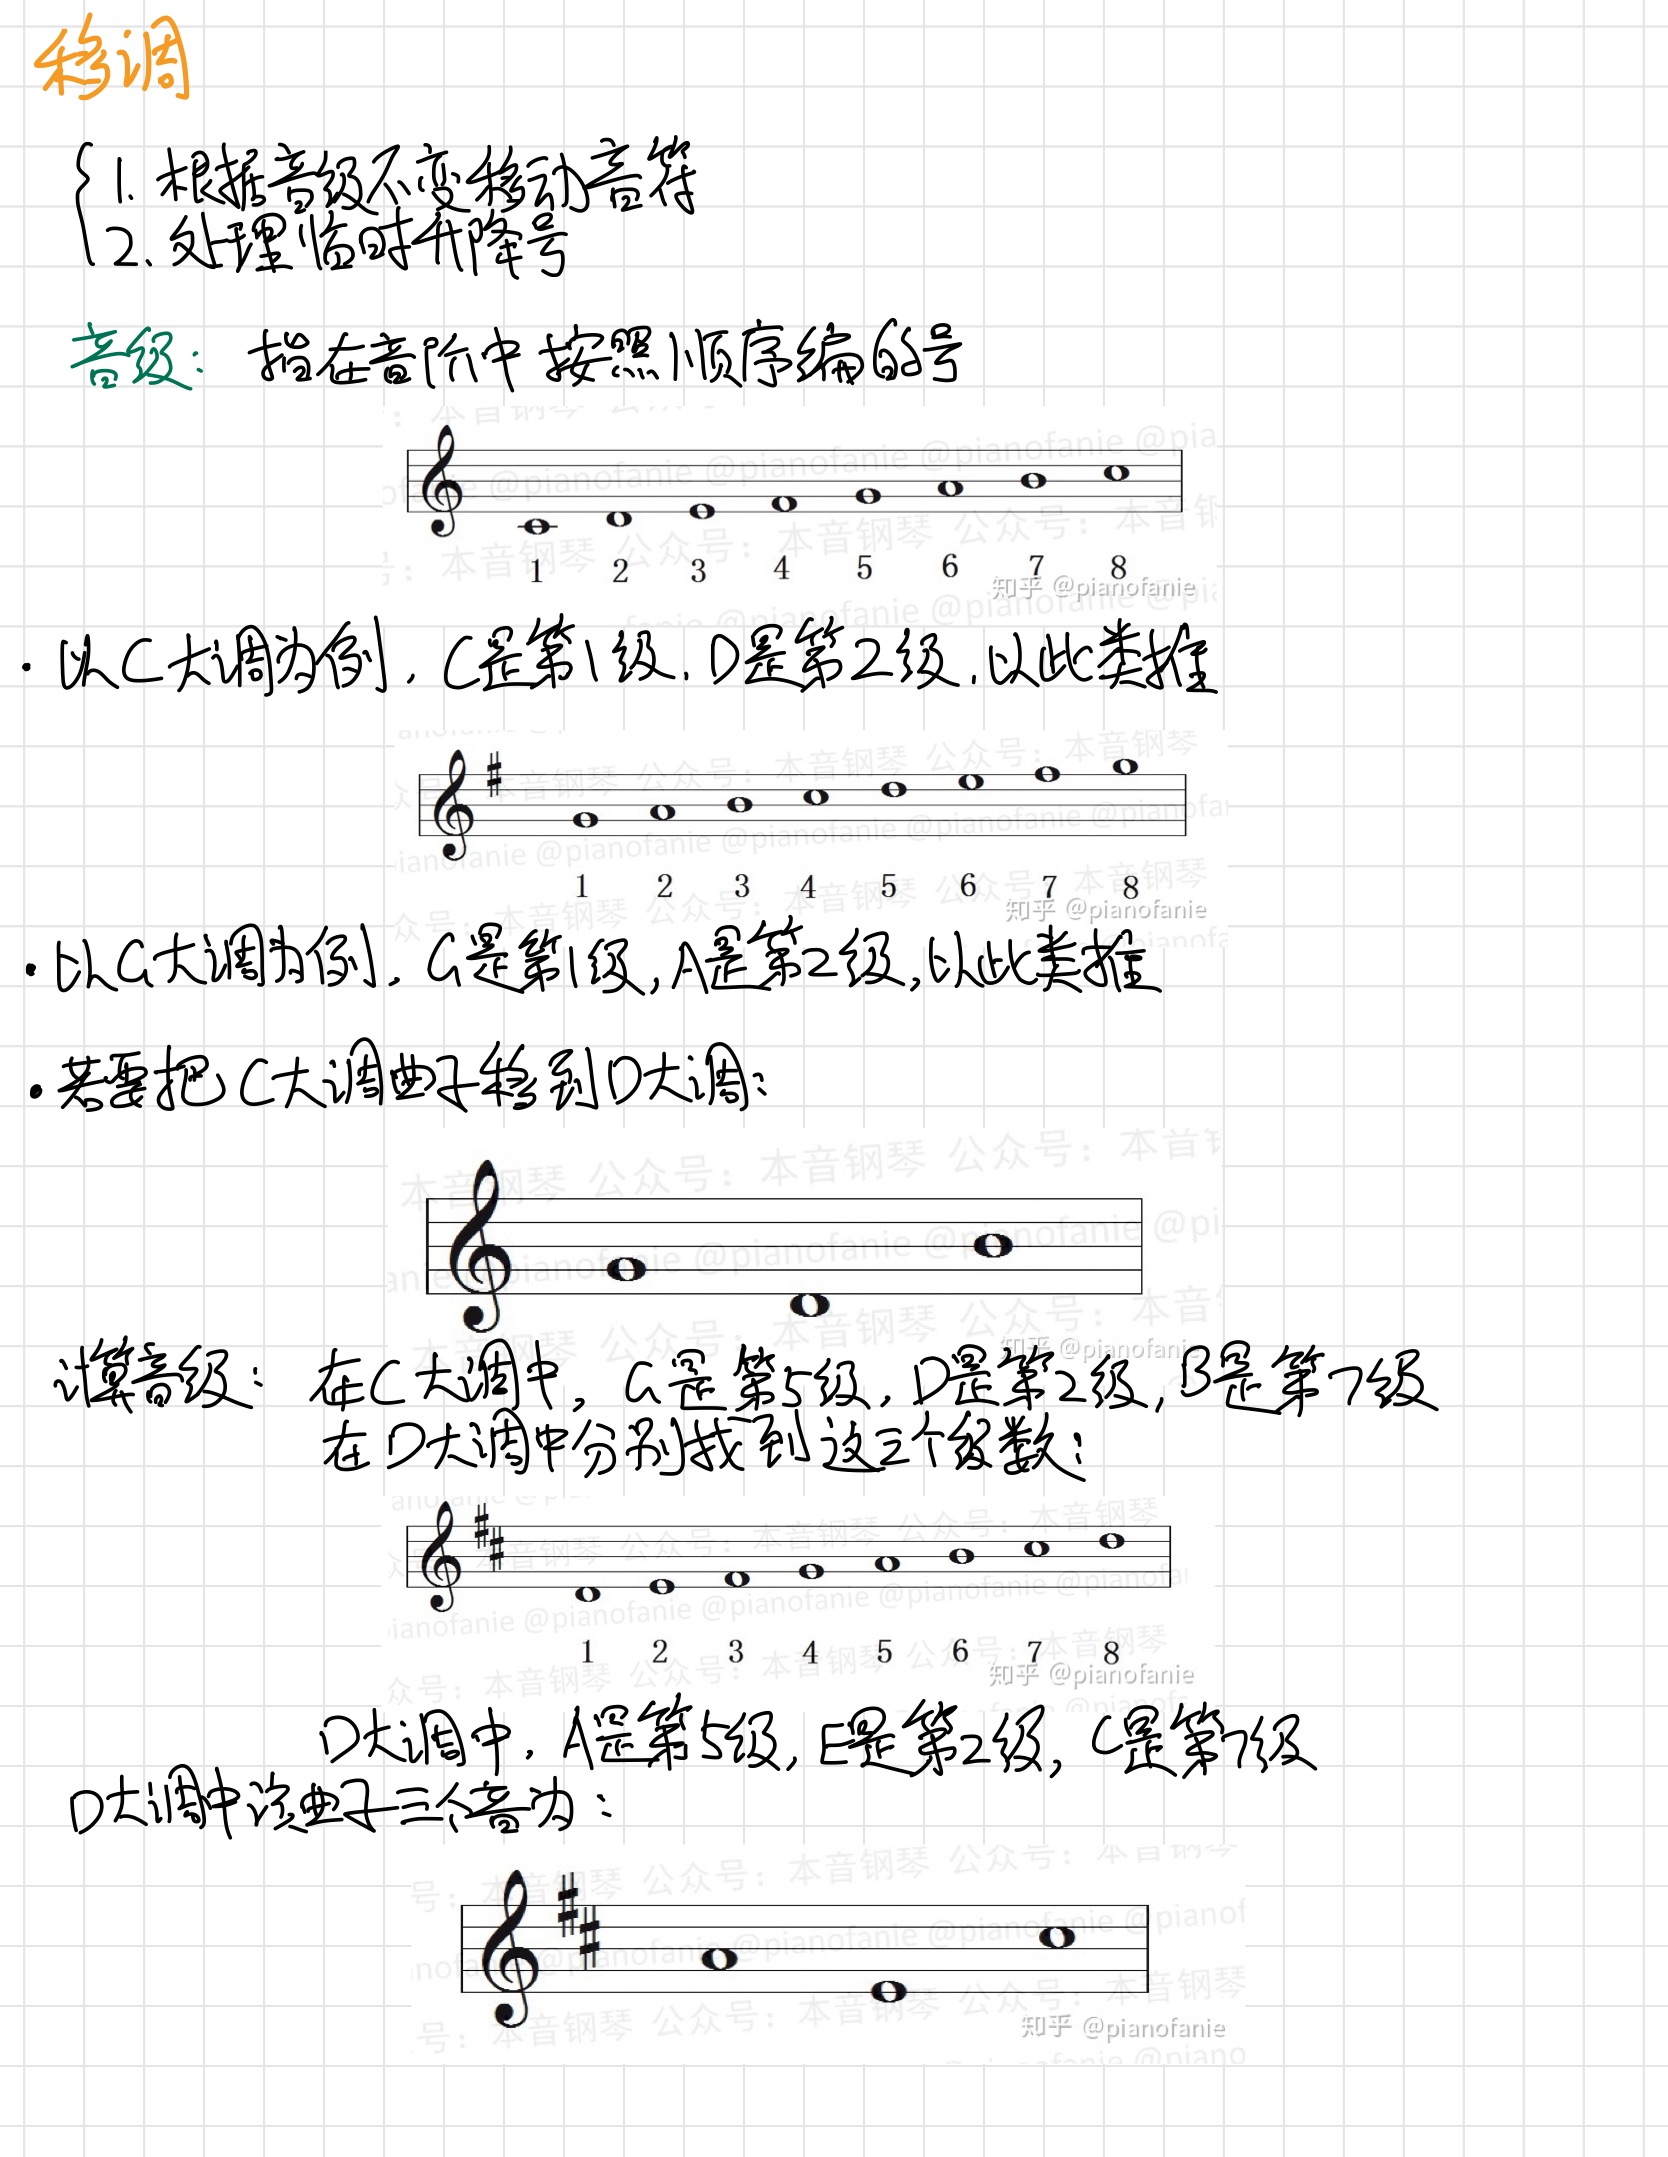 移调
1. 根据音级不变移动音符
2. 处理临时升降号
音级: 指在音阶中按照顺序编的号
1 2 3 4 5 6 7 8
知乎 @pianofanie
· 以C大调为例, C是第1级, D是第2级, 以此类推
1 2 3 4 5 6 7 8
知乎 @pianofanie
· 以G大调为例, G是第1级, A是第2级, 以此类推
· 若要把C大调曲子移到D大调:
知乎 @pianofanie
计算音级: 在C大调中, G是第5级, D是第2级, B是第7级
在D大调中分别找到这三个级数:
1 2 3 4 5 6 7 8
知乎 @pianofanie
D大调中, A是第5级, E是第2级, C是第7级
D大调中该曲子三个音为:
知乎 @pianofanie